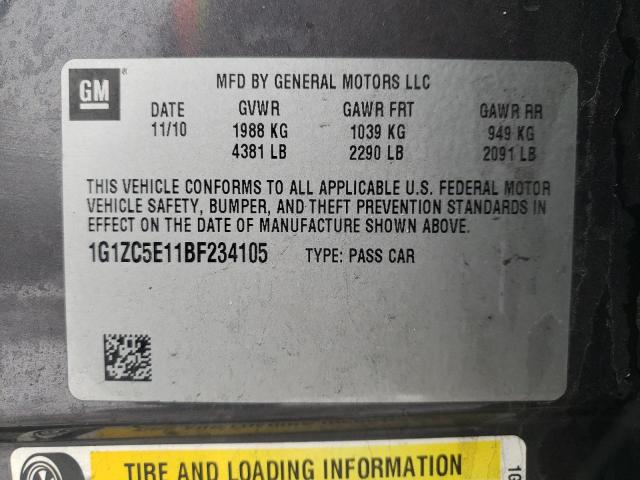 GM ®
MFD BY GENERAL MOTORS LLC
DATE GVWR GAWR FRT GAWR RR
11/10 1988 KG 1039 KG 949 KG
4381 LB 2290 LB 2091 LB
THIS VEHICLE CONFORMS TO ALL APPLICABLE U.S. FEDERAL MOTOR
VEHICLE SAFETY, BUMPER, AND THEFT PREVENTION STANDARDS IN
EFFECT ON THE DATE OF MANUFACTURE SHOWN ABOVE.
1G1ZC5E11BF234105 TYPE: PASS CAR
TIRE AND LOADING INFORMATION
1G